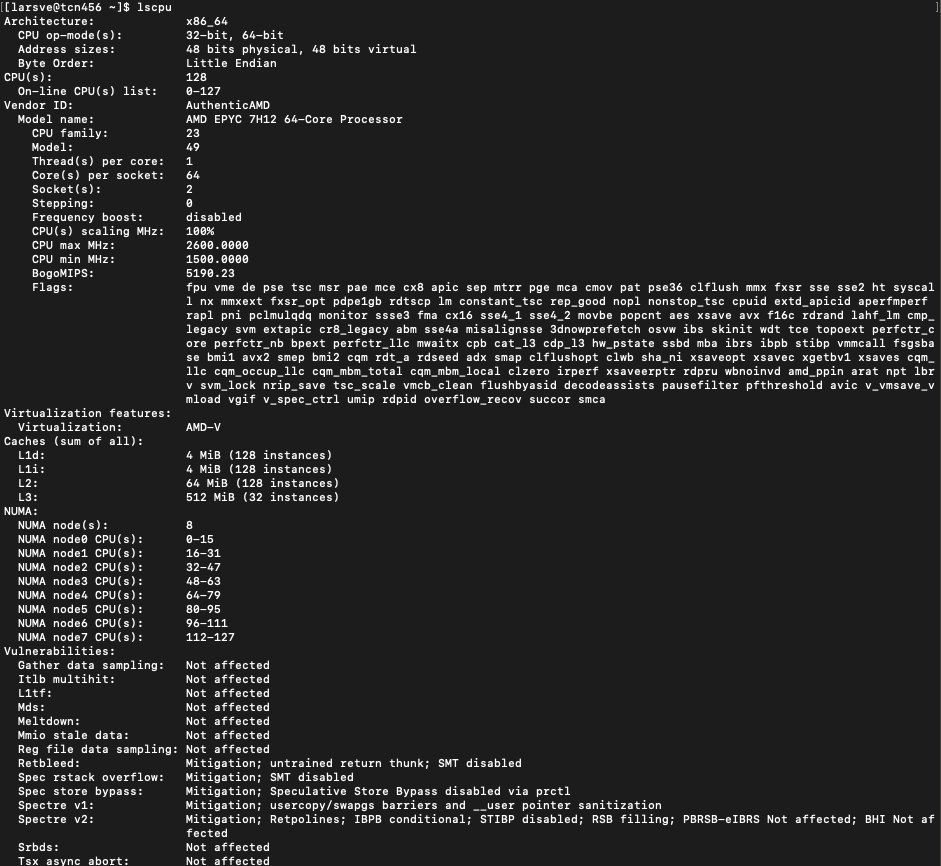 [[larsve@tcn456 ~]$ lscpu ]
Architecture: x86_64
CPU op-mode(s): 32-bit, 64-bit
Address sizes: 48 bits physical, 48 bits virtual
Byte Order: Little Endian
CPU(s): 128
On-line CPU(s) list: 0-127
Vendor ID: AuthenticAMD
Model name: AMD EPYC 7H12 64-Core Processor
CPU family: 23
Model: 49
Thread(s) per core: 1
Core(s) per socket: 64
Socket(s): 2
Stepping: 0
Frequency boost: disabled
CPU(s) scaling MHz: 100%
CPU max MHz: 2600.0000
CPU min MHz: 1500.0000
BogoMIPS: 5190.23
Flags: fpu vme de pse tsc msr pae mce cx8 apic sep mtrr pge mca cmov pat pse36 clflush mmx fxsr sse sse2 ht syscal
l nx mmxext fxsr_opt pdpe1gb rdtscp lm constant_tsc rep_good nopl nonstop_tsc cpuid extd_apicid aperfmperf
rapl pni pclmulqdq monitor ssse3 fma cx16 sse4_1 sse4_2 movbe popcnt aes xsave avx f16c rdrand lahf_lm cmp_
legacy svm extapic cr8_legacy abm sse4a misalignsse 3dnowprefetch osvw ibs skinit wdt tce topoext perfctr_c
ore perfctr_nb bpext perfctr_llc mwaitx cpb cat_l3 cdp_l3 hw_pstate ssbd mba ibrs ibpb stibp vmmcall fsgsba
se bmi1 avx2 smep bmi2 cqm rdt_a rdseed adx smap clflushopt clwb sha_ni xsaveopt xsavec xgetbv1 xsaves cqm_
llc cqm_occup_llc cqm_mbm_total cqm_mbm_local clzero irperf xsaveerptr rdpru wbnoinvd amd_ppin arat npt lbr
v svm_lock nrip_save tsc_scale vmcb_clean flushbyasid decodeassists pausefilter pfthreshold avic v_vmsave_v
mload vgif v_spec_ctrl umip rdpid overflow_recov succor smca
Virtualization features:
Virtualization: AMD-V
Caches (sum of all):
L1d: 4 MiB (128 instances)
L1i: 4 MiB (128 instances)
L2: 64 MiB (128 instances)
L3: 512 MiB (32 instances)
NUMA:
NUMA node(s): 8
NUMA node0 CPU(s): 0-15
NUMA node1 CPU(s): 16-31
NUMA node2 CPU(s): 32-47
NUMA node3 CPU(s): 48-63
NUMA node4 CPU(s): 64-79
NUMA node5 CPU(s): 80-95
NUMA node6 CPU(s): 96-111
NUMA node7 CPU(s): 112-127
Vulnerabilities:
Gather data sampling: Not affected
Itlb multihit: Not affected
L1tf: Not affected
Mds: Not affected
Meltdown: Not affected
Mmio stale data: Not affected
Reg file data sampling: Not affected
Retbleed: Mitigation; untrained return thunk; SMT disabled
Spec rstack overflow: Mitigation; SMT disabled
Spec store bypass: Mitigation; Speculative Store Bypass disabled via prctl
Spectre v1: Mitigation; usercopy/swapgs barriers and __user pointer sanitization
Spectre v2: Mitigation; Retpolines; IBPB conditional; STIBP disabled; RSB filling; PBRSB-eIBRS Not affected; BHI Not af
fected
Srbds: Not affected
Tsx async abort: Not affected